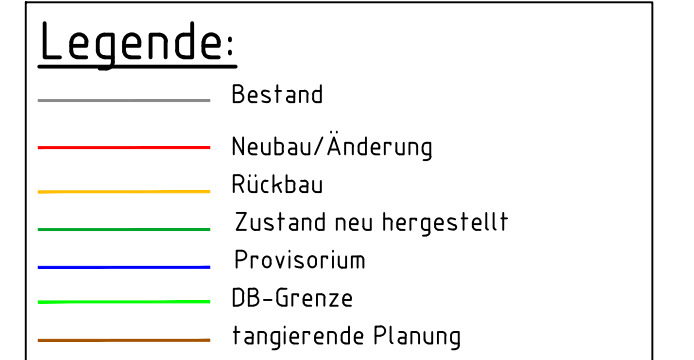 Legende:
Bestand
Neubau/Änderung
Rückbau
Zustand neu hergestellt
Provisorium
DB-Grenze
tangierende Planung